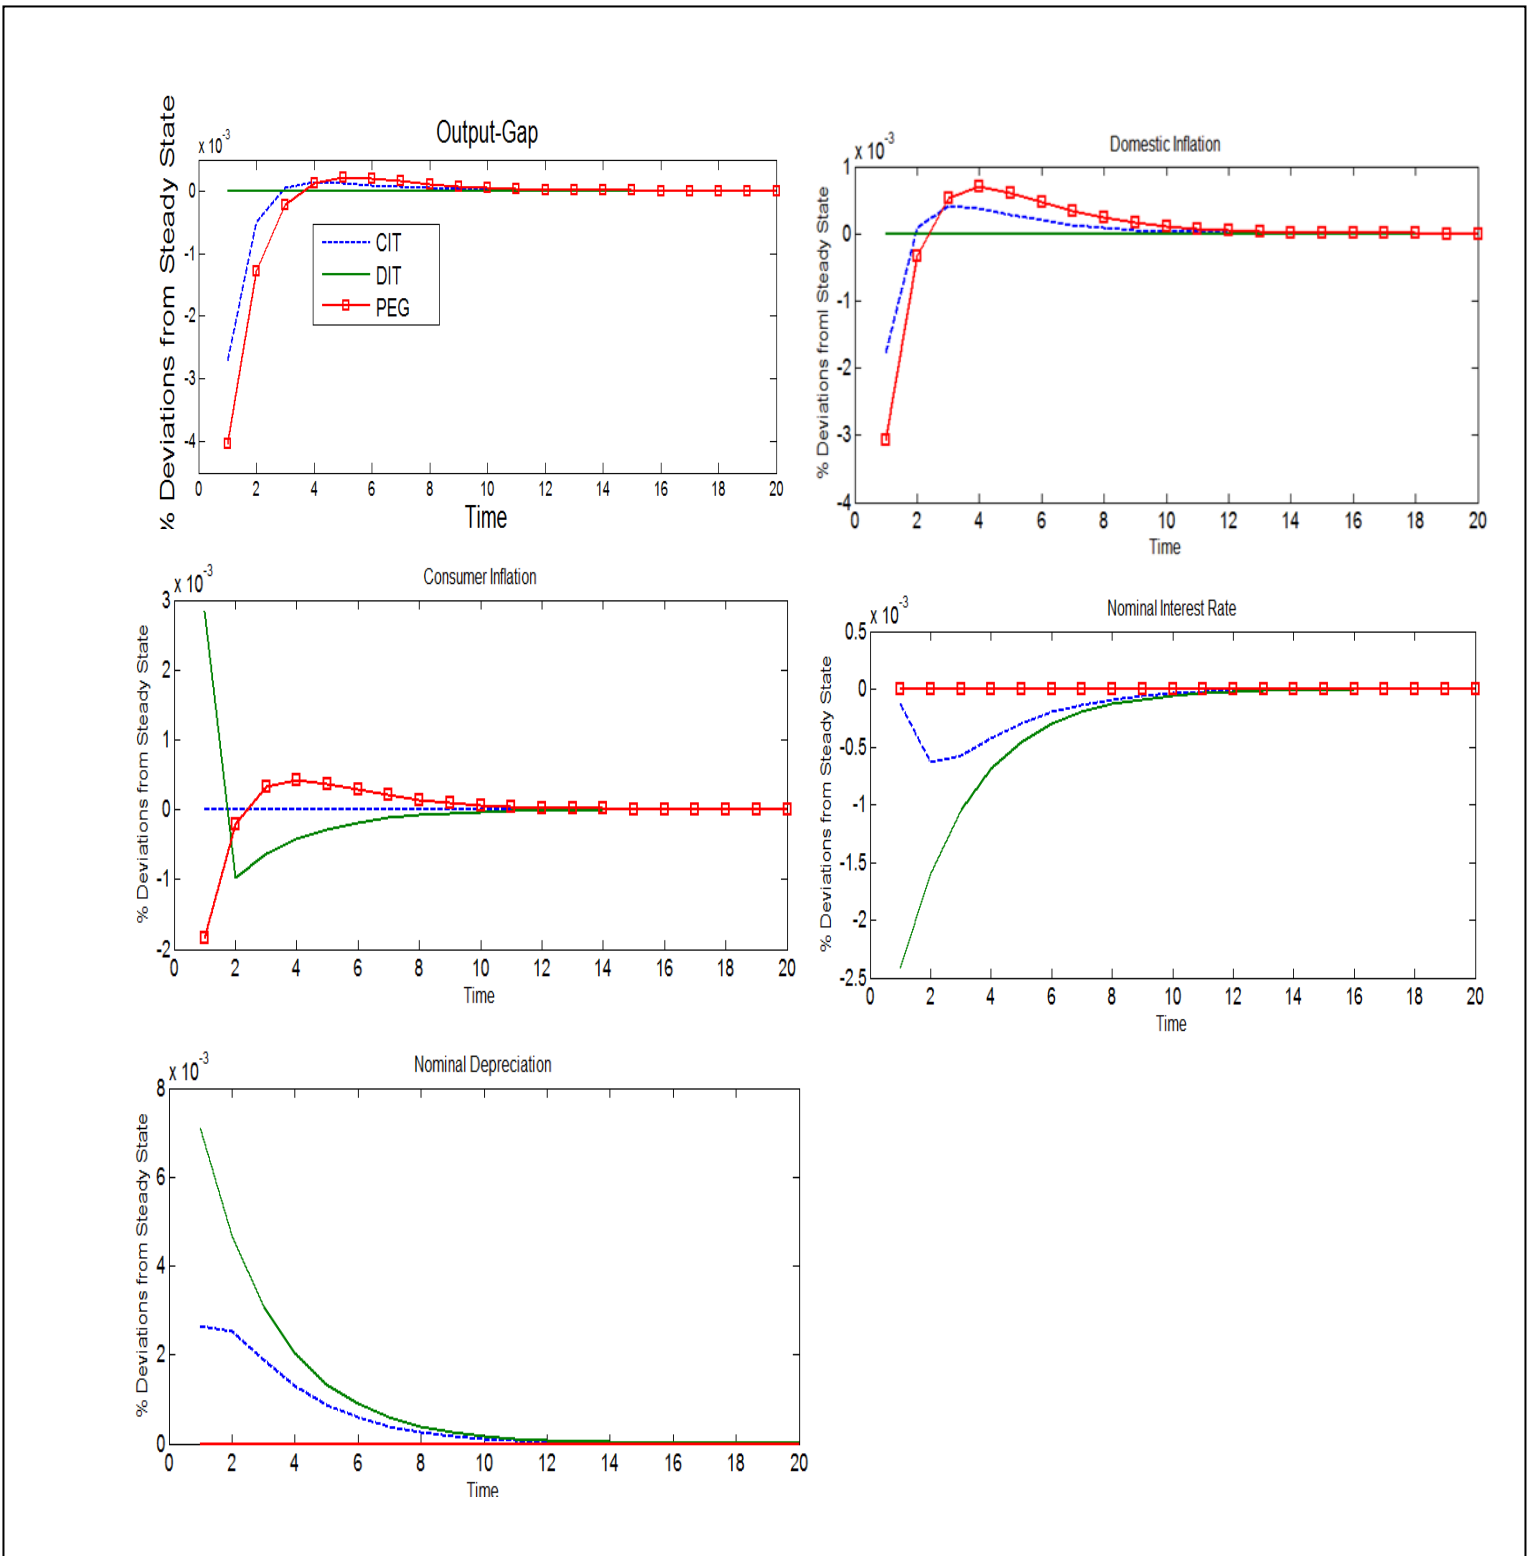 Output-Gap
x 10-3
% Deviations from Steady State
0
-1
-2
-3
-4
CIT
DIT
PEG
0 2 4 6 8 10 12 14 16 18 20
Time
Domestic Inflation
x 10-3
% Deviations froml Steady State
1
0
-1
-2
-3
-4
0 2 4 6 8 10 12 14 16 18 20
Time
Consumer Inflation
x 10-3
% Deviations from Steady State
3
2
1
0
-1
-2
0 2 4 6 8 10 12 14 16 18 20
Time
Nominal Interest Rate
x 10-3
% Deviations from Steady State
0.5
0
-0.5
-1
-1.5
-2
-2.5
0 2 4 6 8 10 12 14 16 18 20
Time
Nominal Depreciation
x 10-3
% Deviations from Steady State
8
6
4
2
0
0 2 4 6 8 10 12 14 16 18 20
Time